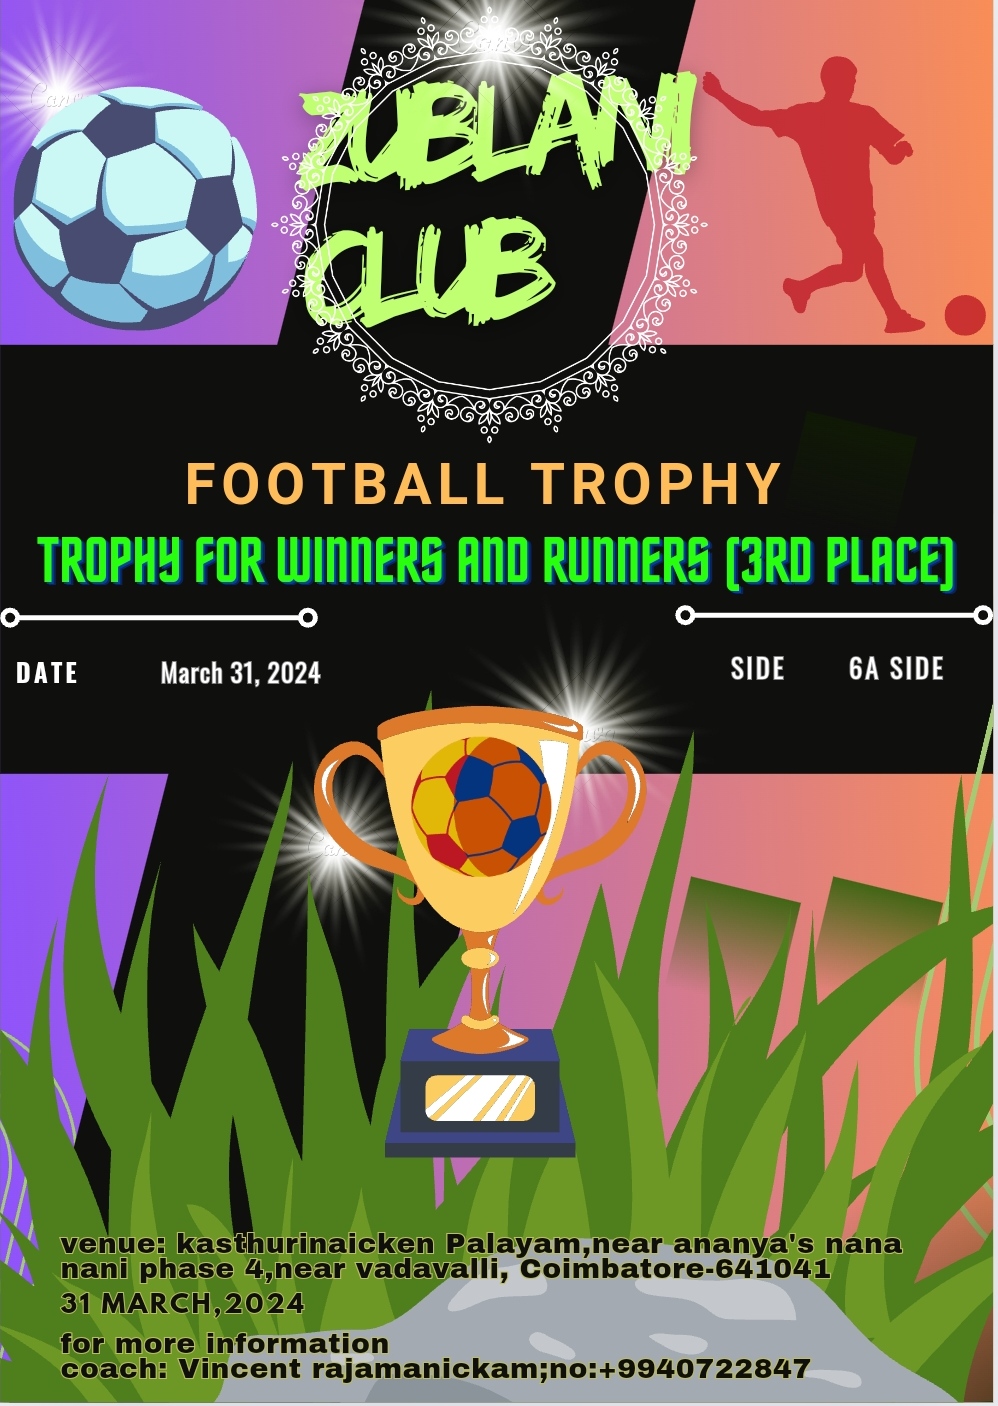 ZUBLANI
CLUB
FOOTBALL TROPHY
TROPHY FOR WINNERS AND RUNNERS (3RD PLACE)
DATE March 31, 2024
SIDE 6A SIDE
venue: kasthurinaicken Palayam,near ananya's nana
nani phase 4,near vadavalli, Coimbatore-641041
31 MARCH,2024
for more information
coach: Vincent rajamanickam;no:+9940722847